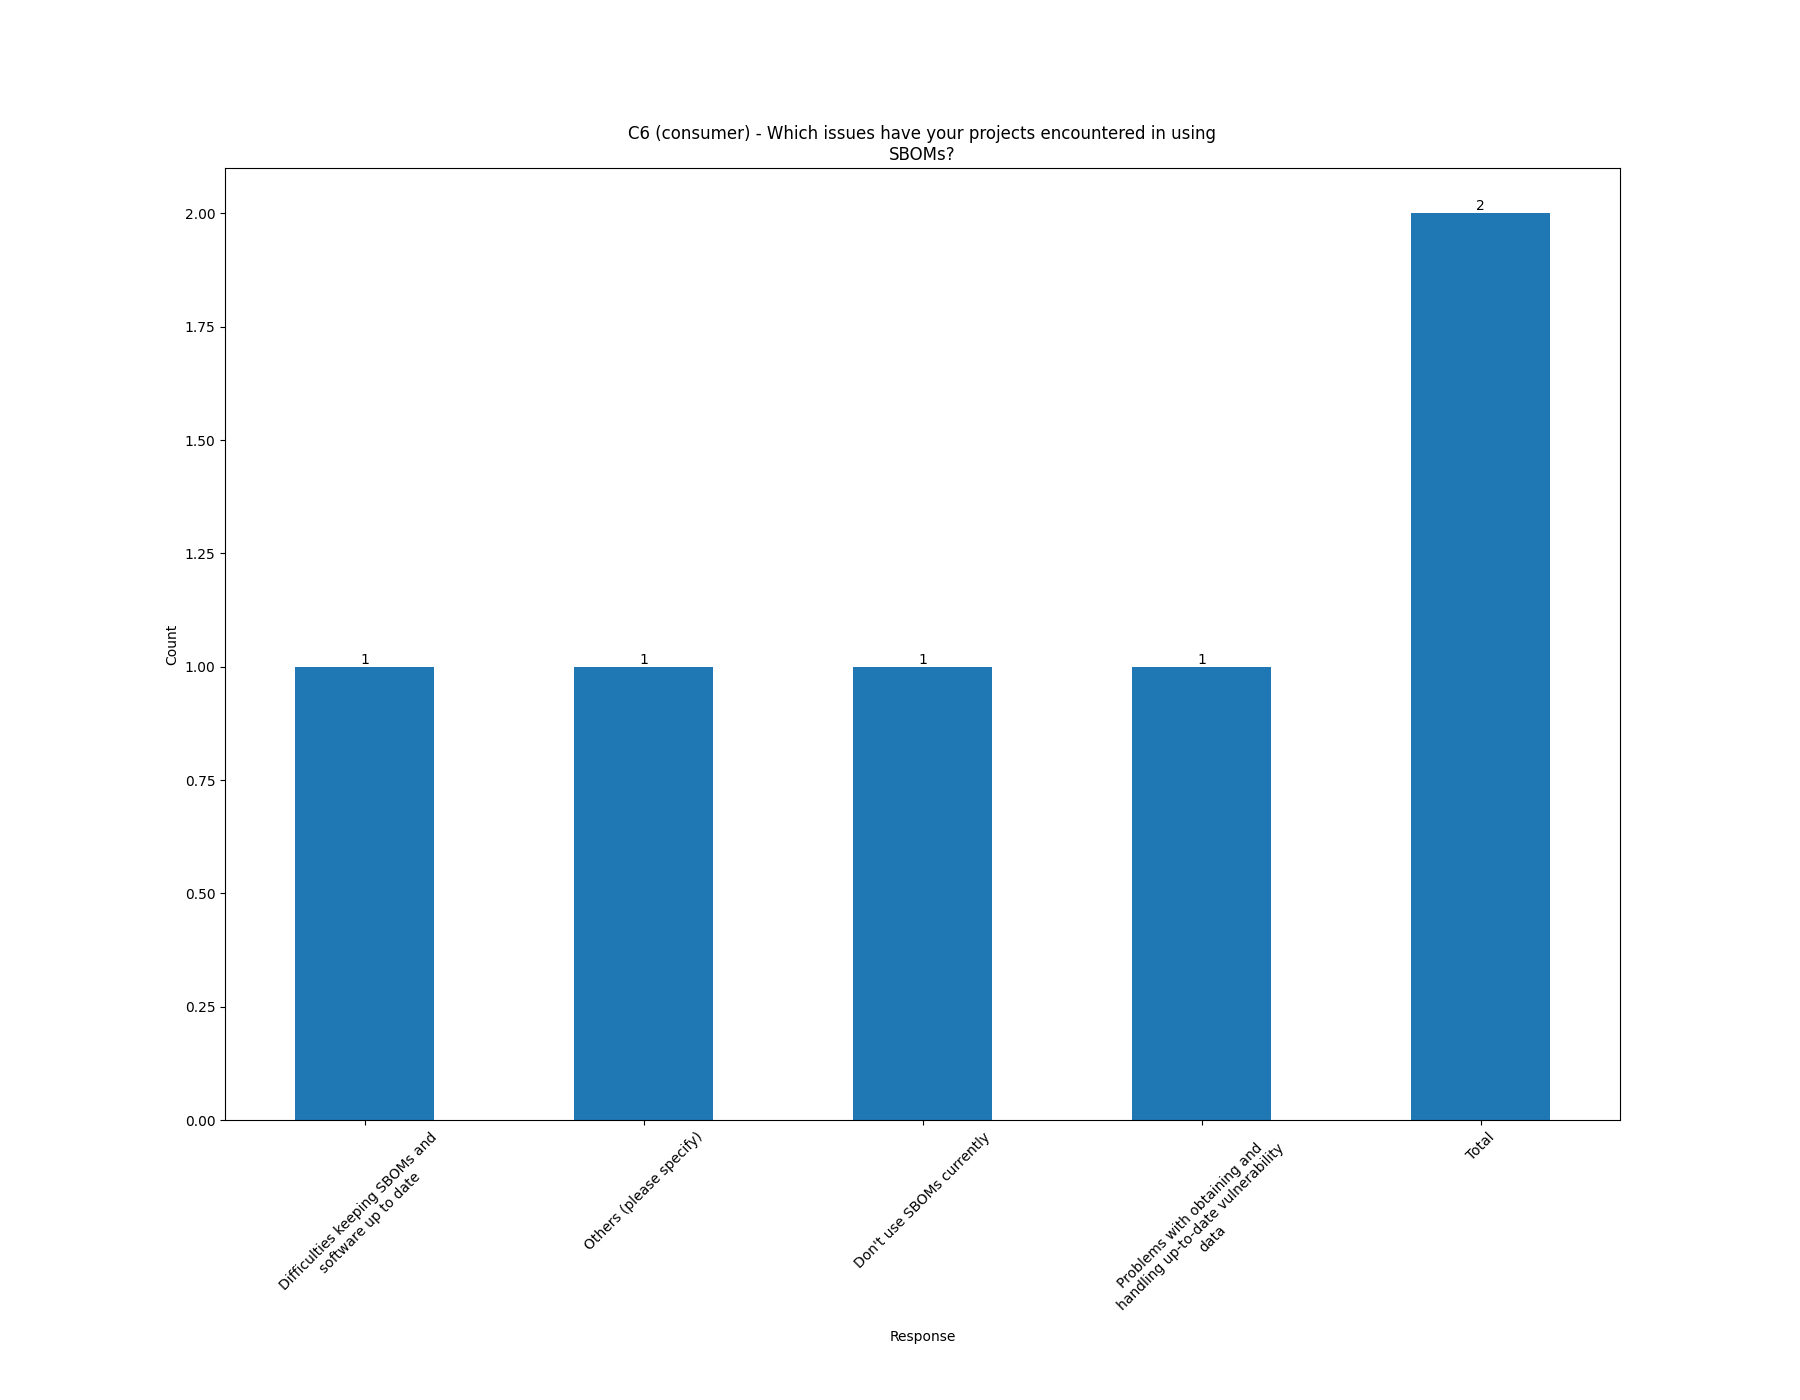 C6 (consumer) - Which issues have your projects encountered in using
SBOMs?
2.00
1.75
1.50
1.25
1.00
0.75
0.50
0.25
0.00
Count
1
1
1
1
2
Difficulties keeping SBOMs and
software up to date
Others (please specify)
Don't use SBOMs currently
Problems with obtaining and
handling up-to-date vulnerability
data
Total
Response